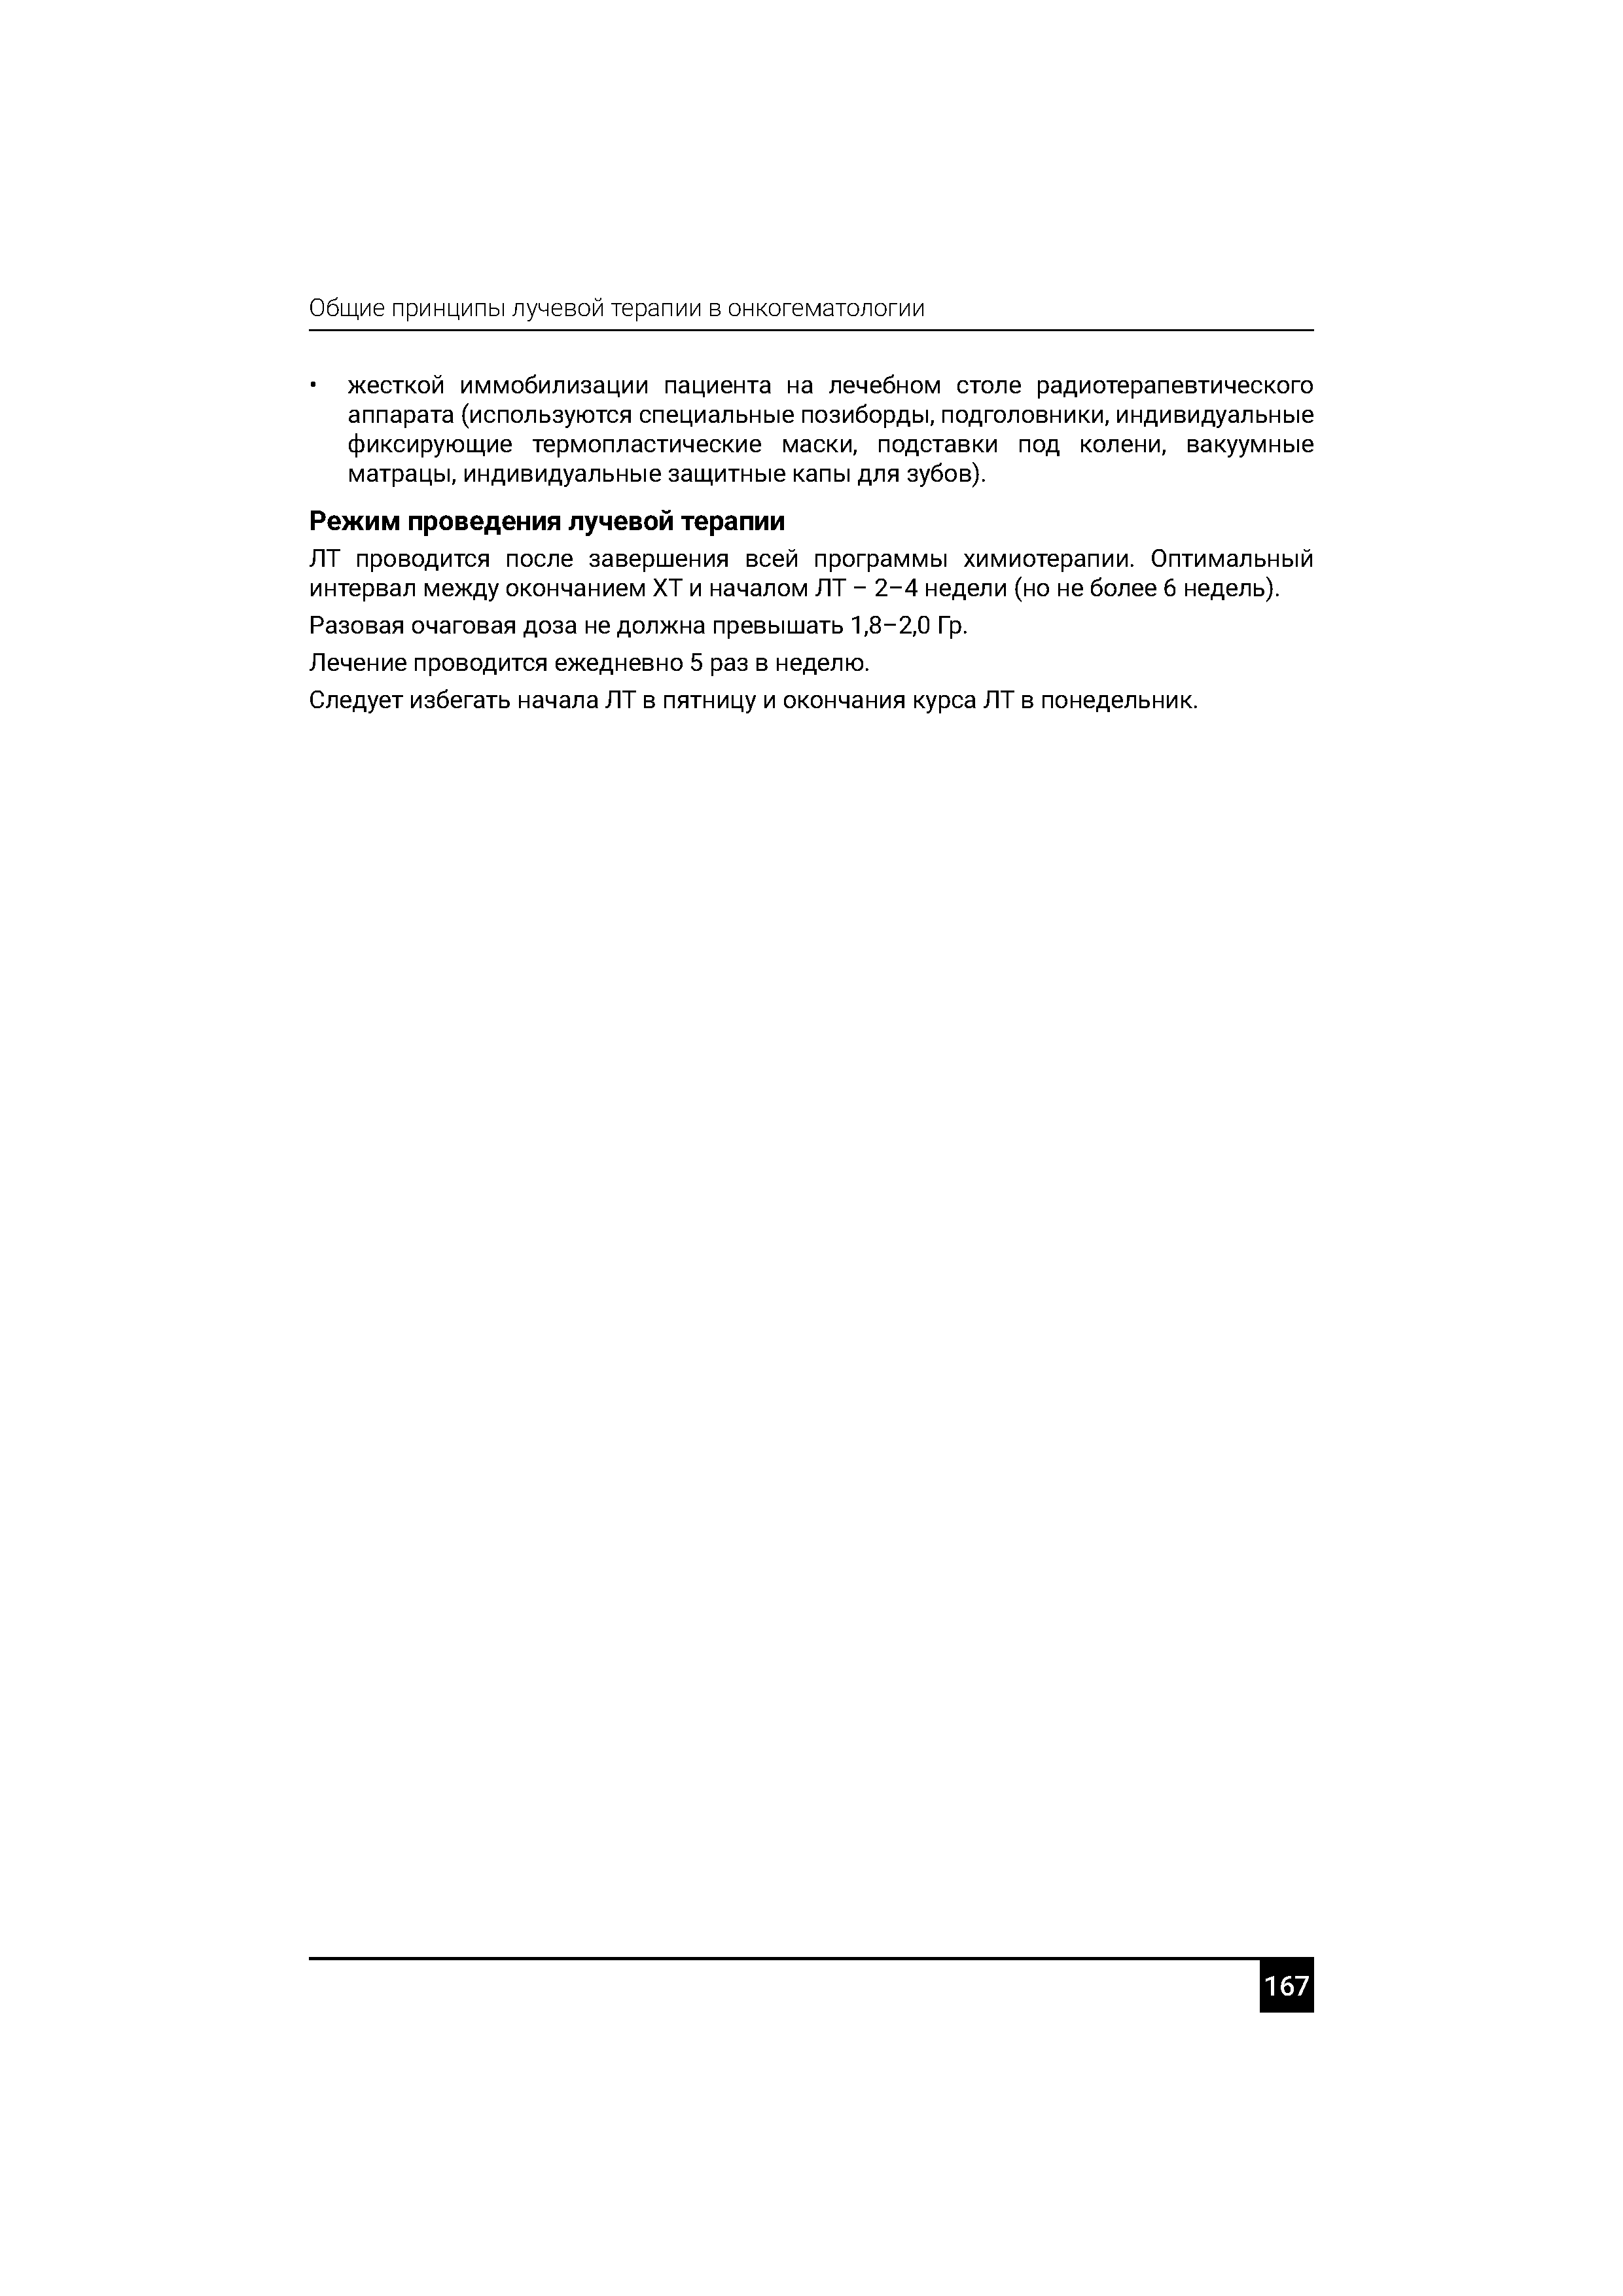 Общие принципы лучевой терапии в онкогематологии
• жесткой иммобилизации пациента на лечебном столе радиотерапевтического
аппарата (используются специальные позиборды, подголовники, индивидуальные
фиксирующие термопластические маски, подставки под колени, вакуумные
матрацы, индивидуальные защитные капы для зубов).
Режим проведения лучевой терапии
ЛТ проводится после завершения всей программы химиотерапии. Оптимальный
интервал между окончанием ХТ и началом ЛТ – 2–4 недели (но не более 6 недель).
Разовая очаговая доза не должна превышать 1,8–2,0 Гр.
Лечение проводится ежедневно 5 раз в неделю.
Следует избегать начала ЛТ в пятницу и окончания курса ЛТ в понедельник.
167